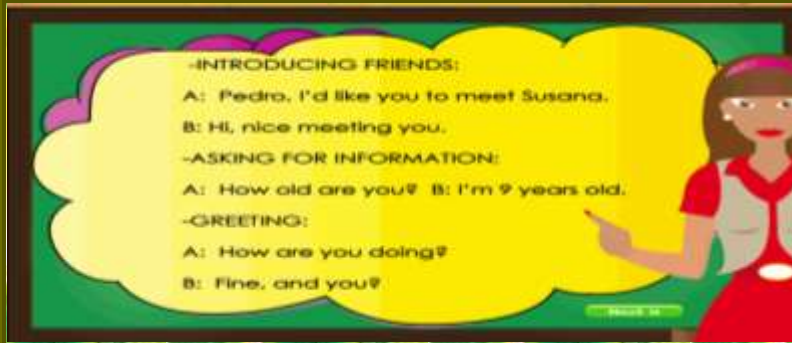 -INTRODUCING FRIENDS:
A: Pedro, I'd like you to meet Susana.
B: Hi, nice meeting you.
-ASKING FOR INFORMATION:
A: How old are you? B: I'm 9 years old.
-GREETING:
A: How are you doing?
B: Fine, and you?